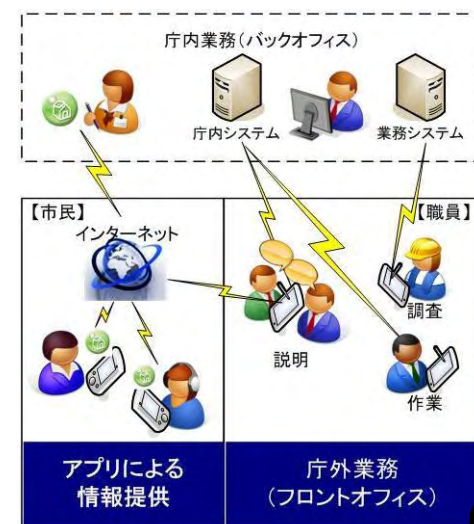 庁内業務(バックオフィス)
庁内システム
業務システム
【市民】
【職員】
インターネット
調査
説明
作業
アプリによる
情報提供
庁外業務
(フロントオフィス)